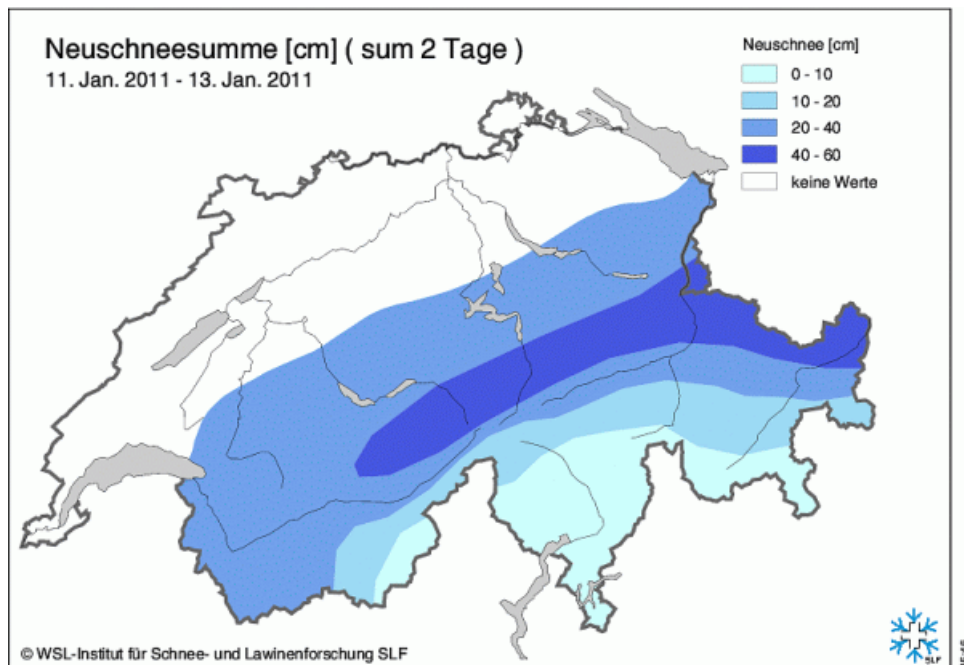 Neuschneesumme [cm] ( sum 2 Tage )
11. Jan. 2011 - 13. Jan. 2011
Neuschnee [cm]
0 - 10
10 - 20
20 - 40
40 - 60
keine Werte
© WSL-Institut für Schnee- und Lawinenforschung SLF
SLF